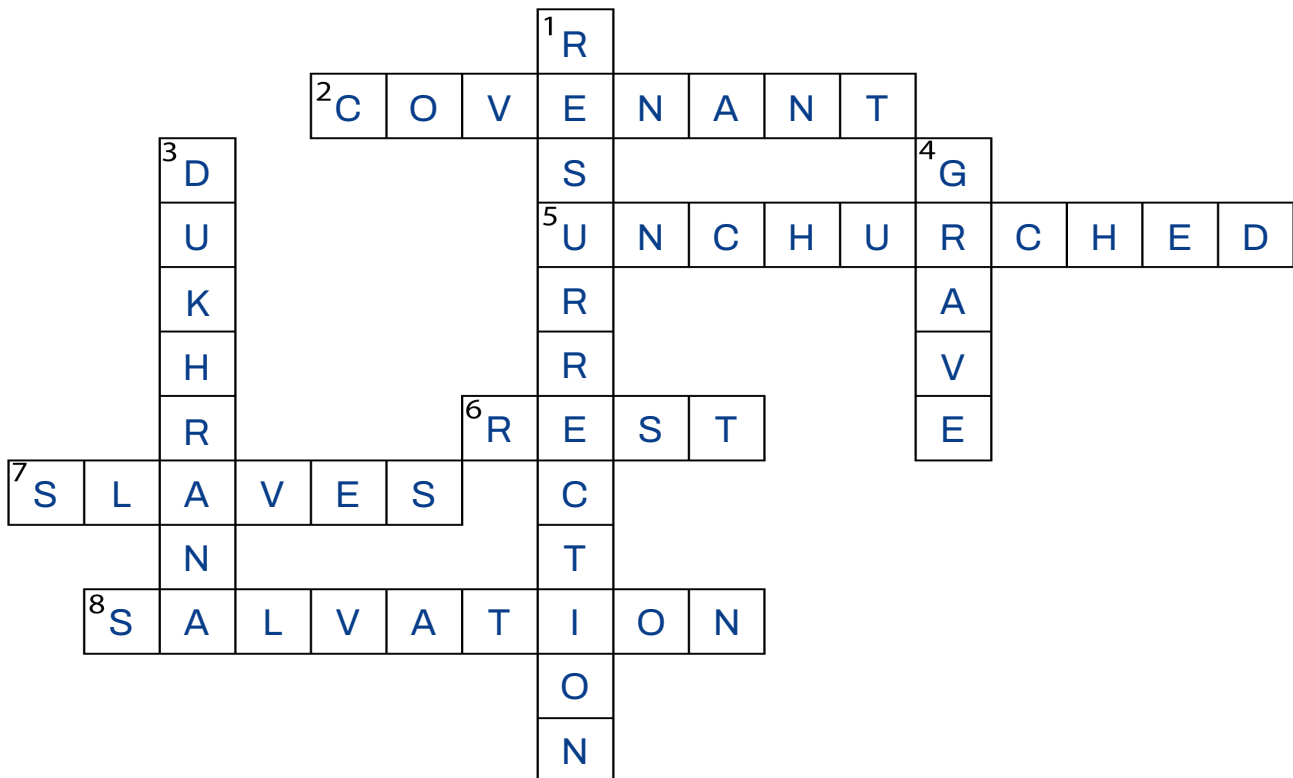 1 R
2 C O V E N A N T
3 D S 4 G
U 5 U N C H U R C H E D
K R A
H R V
R 6 R E S T E
7 S L A V E S C
N T
8 S A L V A T I O N
O
N